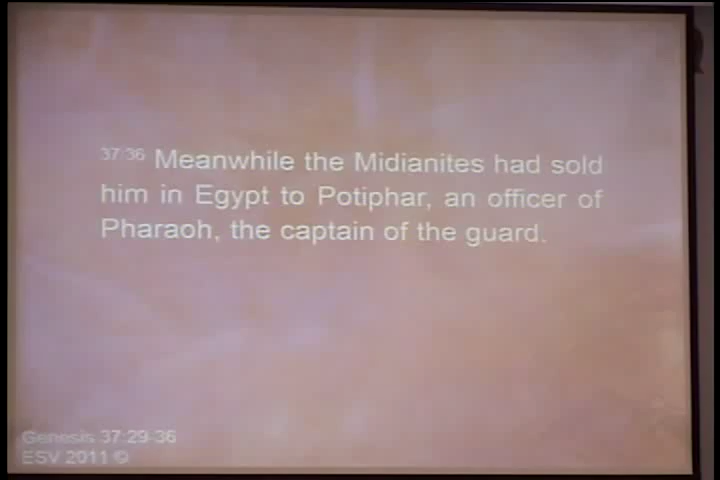 37:36 Meanwhile the Midianites had sold
him in Egypt to Potiphar, an officer of
Pharaoh, the captain of the guard.
Genesis 37:29-36
ESV 2011 ©